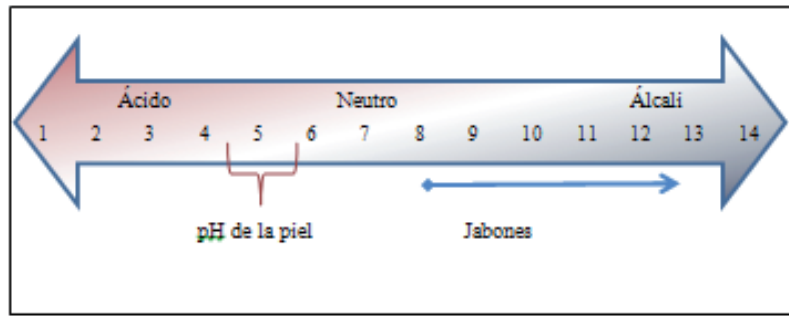 Ácido Neutro Álcali
1 2 3 4 5 6 7 8 9 10 11 12 13 14
pH de la piel Jabones